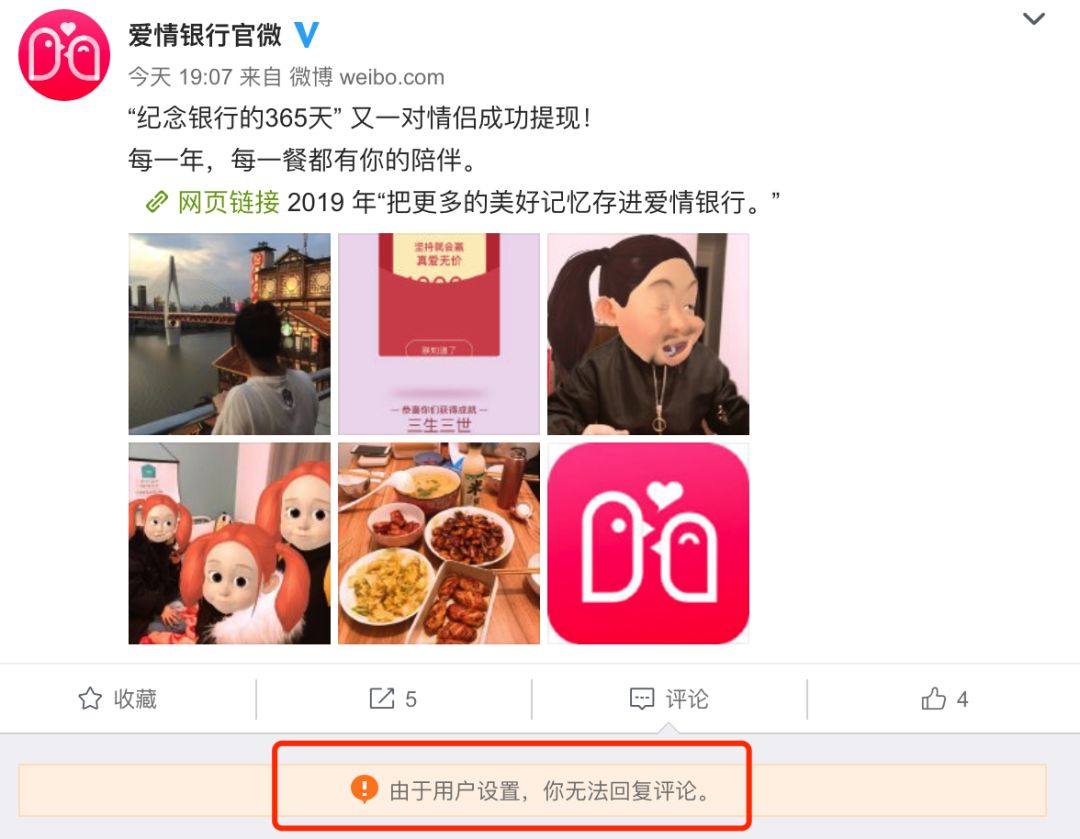 爱情银行官微
今天 19:07 来自 微博 weibo.com
“纪念银行的365天” 又一对情侣成功提现！
每一年，每一餐都有你的陪伴。
网页链接 2019 年“把更多的美好记忆存进爱情银行。”
坚持就会赢
真爱无价
朕知道了
— 恭喜你们获得成就 —
三生三世
米
收藏
5
评论
4
由于用户设置，你无法回复评论。